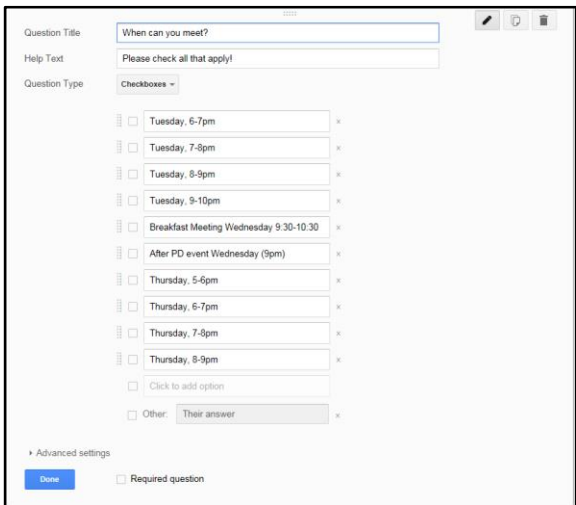 Question Title When can you meet?
Help Text Please check all that apply!
Question Type Checkboxes
Tuesday, 6-7pm
Tuesday, 7-8pm
Tuesday, 8-9pm
Tuesday, 9-10pm
Breakfast Meeting Wednesday 9:30-10:30
After PD event Wednesday (9pm)
Thursday, 5-6pm
Thursday, 6-7pm
Thursday, 7-8pm
Thursday, 8-9pm
Click to add option
Other: Their answer
Advanced settings
Done Required question